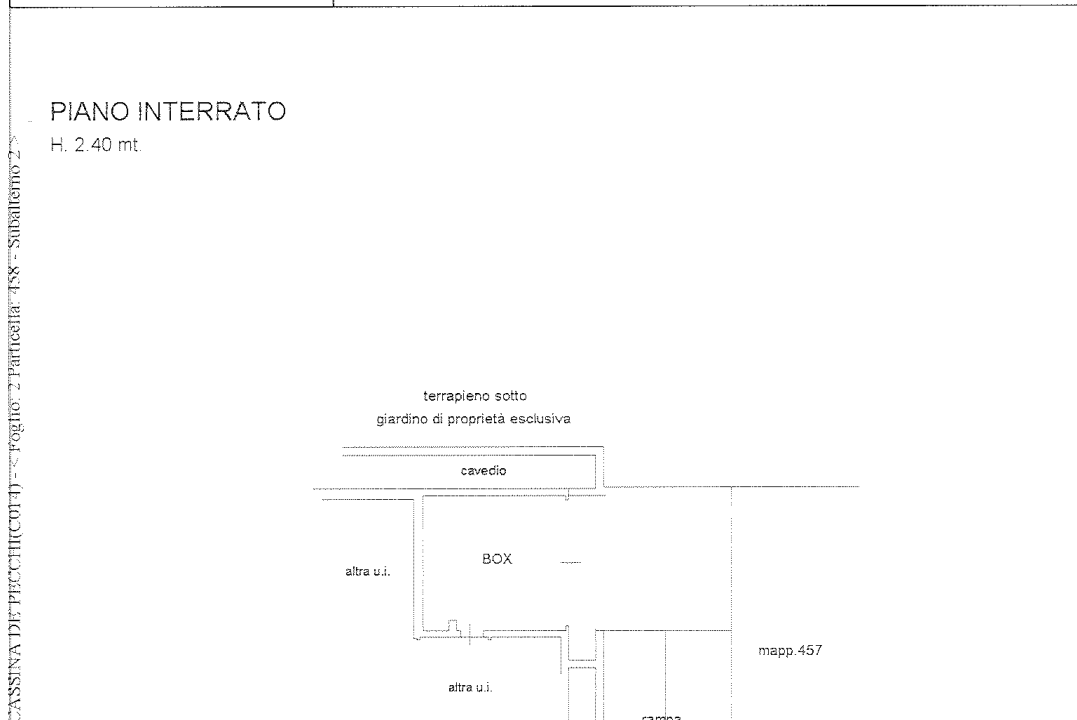 PIANO INTERRATO
H. 2.40 mt.
terrapieno sotto
giardino di proprietà esclusiva
cavedio
BOX
altra u.i.
mapp.457
altra u.i.
rampa
CASSINA DE'PECCHI(C014) - < Foglio: 2 Particella: 458 - Subalterno 2 >